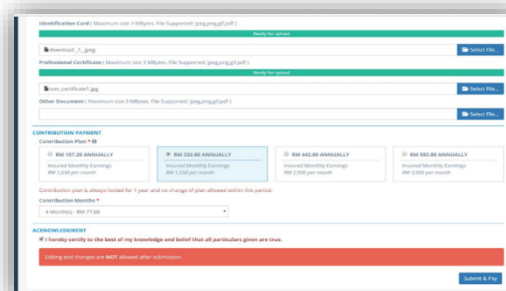 Identification Card ( Maximum size 3 MBytes. File Supported: jpeg,png,gif,pdf )
Ready for upload
download _1_.jpeg
Select File...
Professional Certificate ( Maximum size 3 MBytes. File Supported: jpeg,png,gif,pdf )
Ready for upload
ssm_certificate1.jpg
Select File...
Other Document ( Maximum size 3 MBytes. File Supported: jpeg,png,gif,pdf )
Select File...
CONTRIBUTION PAYMENT
Contribution Plan *
RM 157.20 ANNUALLY
Insured Monthly Earnings
RM 1,050 per month
RM 232.80 ANNUALLY
Insured Monthly Earnings
RM 1,550 per month
RM 442.80 ANNUALLY
Insured Monthly Earnings
RM 2,950 per month
RM 592.80 ANNUALLY
Insured Monthly Earnings
RM 3,950 per month
Contribution plan is always locked for 1 year and no change of plan allowed within this period.
Contribution Months *
4 Month(s) - RM 77.60
ACKNOWLEDGMENT
I hereby certify to the best of my knowledge and belief that all particulars given are true.
Editing and changes are NOT allowed after submission.
Submit & Pay